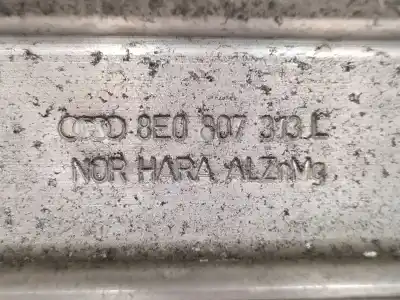 8E0 807 313 L
NOR HARA ALZnMg